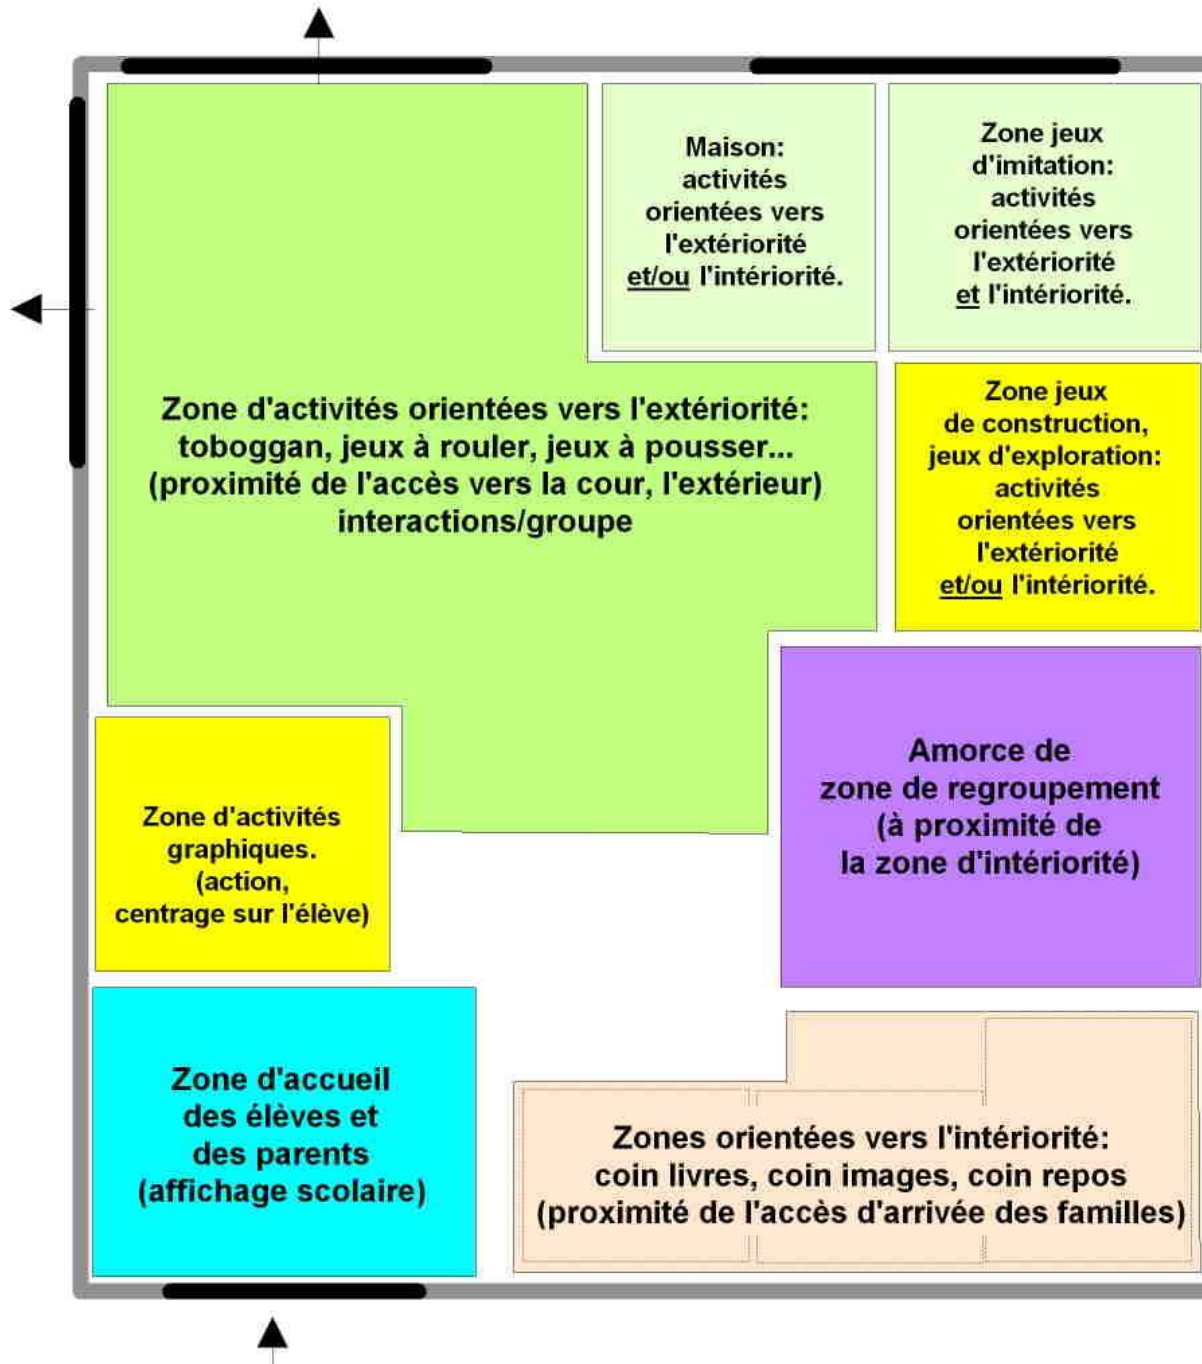 Maison:
activités
orientées vers
l'extériorité
et/ou l'intériorité.
Zone jeux
d'imitation:
activités
orientées vers
l'extériorité
et l'intériorité.
Zone d'activités orientées vers l'extériorité:
toboggan, jeux à rouler, jeux à pousser...
(proximité de l'accès vers la cour, l'extérieur)
interactions/groupe
Zone jeux
de construction,
jeux d'exploration:
activités
orientées vers
l'extériorité
et/ou l'intériorité.
Amorce de
zone de regroupement
(à proximité de
la zone d'intériorité)
Zone d'activités
graphiques.
(action,
centrage sur l'élève)
Zone d'accueil
des élèves et
des parents
(affichage scolaire)
Zones orientées vers l'intériorité:
coin livres, coin images, coin repos
(proximité de l'accès d'arrivée des familles)